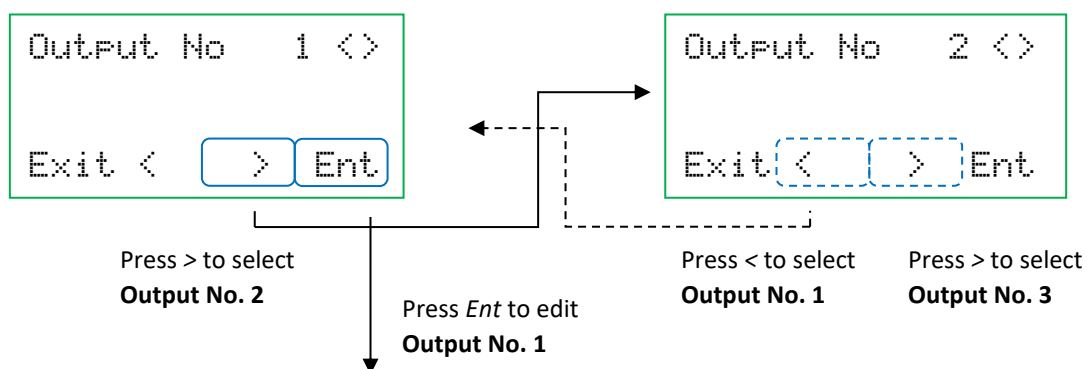 Output No 1 <>
Exit < > Ent
Output No 2 <>
Exit < > Ent
Press > to select
Output No. 2
Press Ent to edit
Output No. 1
Press < to select
Output No. 1
Press > to select
Output No. 3